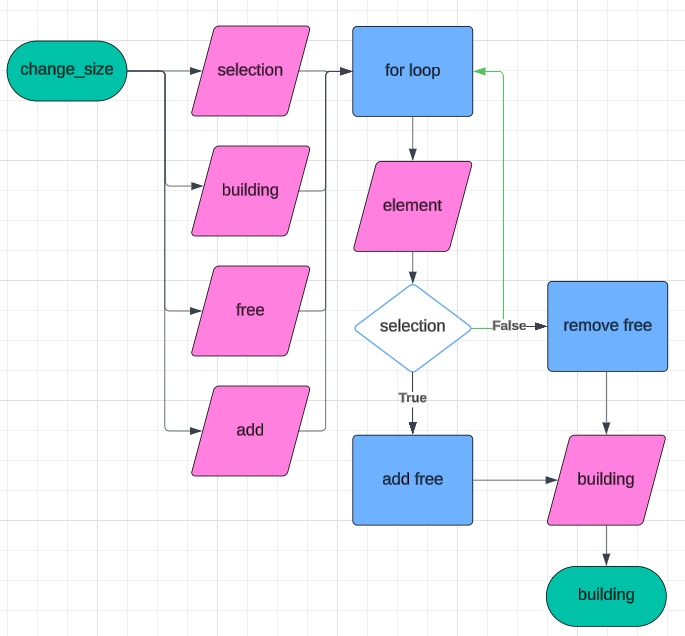 change_size
selection
for loop
building
element
free
selection
False
remove free
True
add
add free
building
building